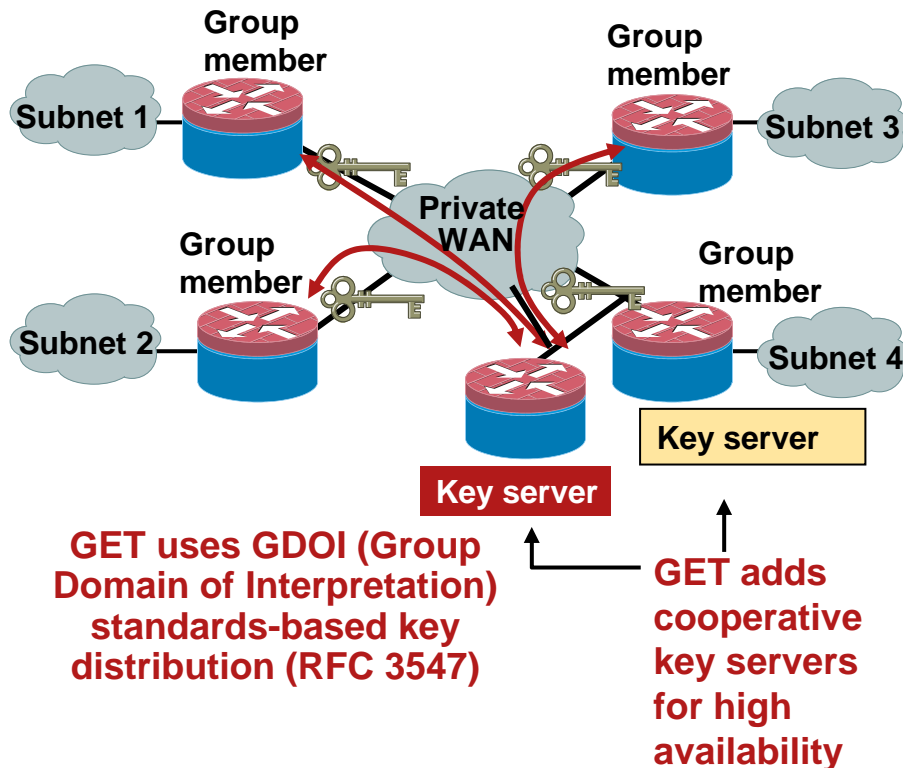 Group
member
Group
member
Subnet 1
Subnet 3
Private
WAN
Group
member
Group
member
Subnet 2
Subnet 4
Key server
Key server
GET uses GDOI (Group
Domain of Interpretation)
standards-based key
distribution (RFC 3547)
GET adds
cooperative
key servers
for high
availability